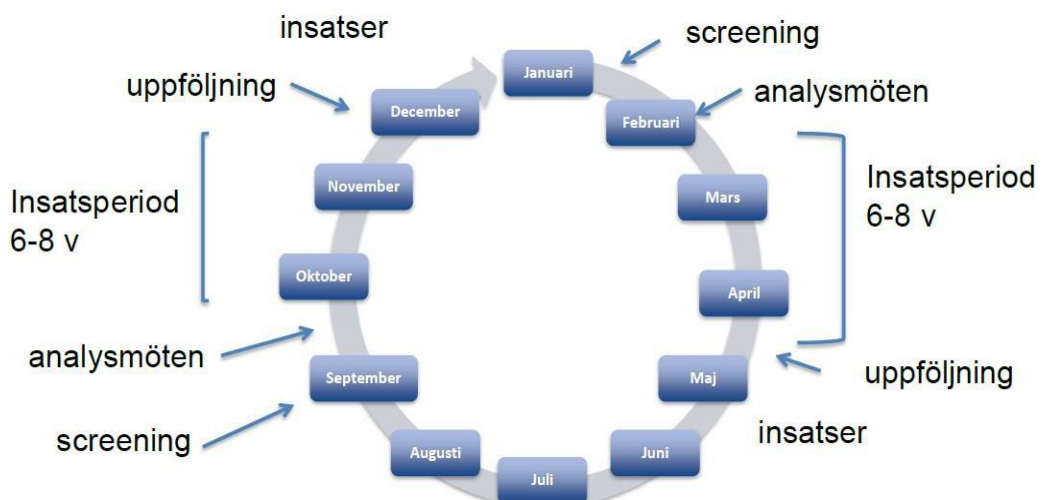 insatser
screening
Januari
uppföljning
analysmöten
December
Februari
Insatsperiod
6-8 v
November
Mars
Insatsperiod
6-8 v
Oktober
April
analysmöten
September
Maj
uppföljning
screening
insatser
Augusti
Juni
Juli